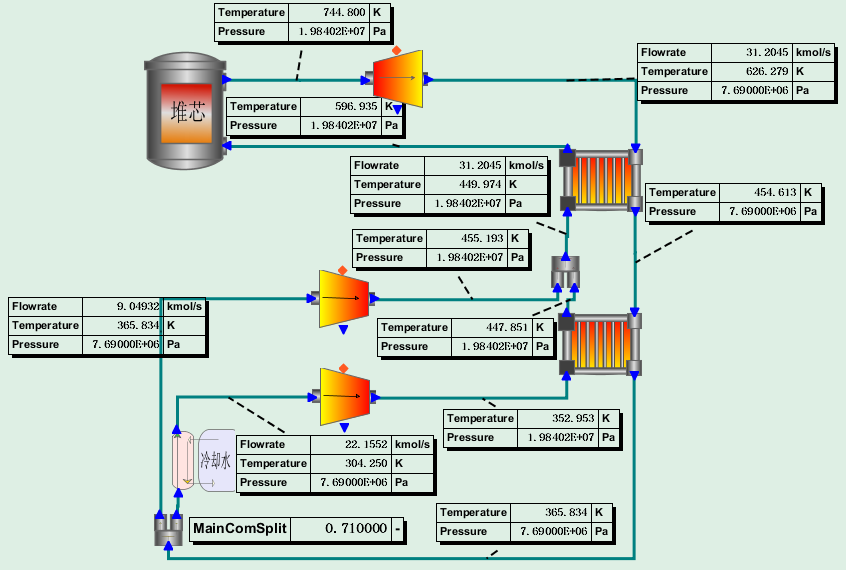 Temperature 744.800 K
Pressure 1.98402E+07 Pa
Flowrate 31.2045 kmol/s
Temperature 626.279 K
Pressure 7.69000E+06 Pa
堆芯
Temperature 596.935 K
Pressure 1.98402E+07 Pa
Flowrate 31.2045 kmol/s
Temperature 449.974 K
Pressure 1.98402E+07 Pa
Temperature 454.613 K
Pressure 7.69000E+06 Pa
Temperature 455.193 K
Pressure 1.98402E+07 Pa
Flowrate 9.04932 kmol/s
Temperature 365.834 K
Pressure 7.69000E+06 Pa
Temperature 447.851 K
Pressure 1.98402E+07 Pa
Temperature 352.953 K
Pressure 1.98402E+07 Pa
冷却水
Flowrate 22.1552 kmol/s
Temperature 304.250 K
Pressure 7.69000E+06 Pa
MainComSplit 0.710000 -
Temperature 365.834 K
Pressure 7.69000E+06 Pa